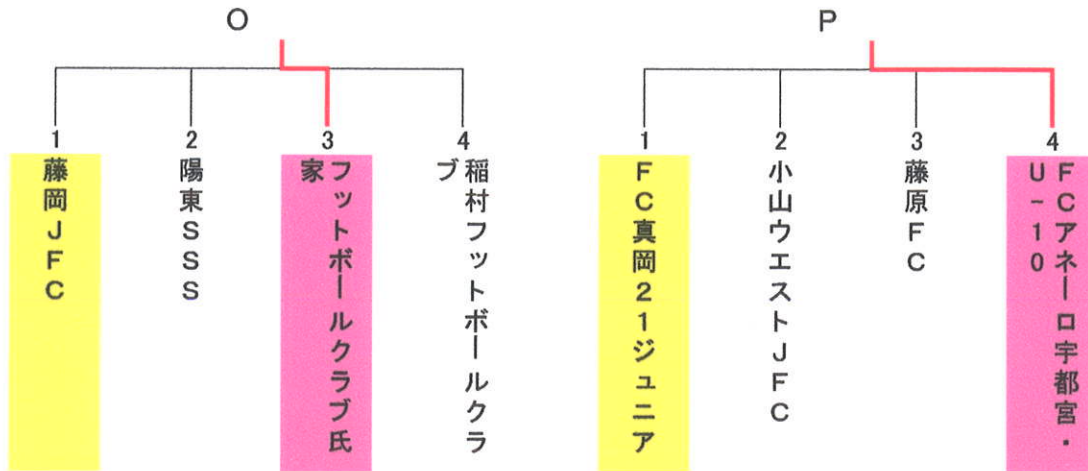 O
1
藤岡JFC
2
陽東SSS
3
フットボールクラブ氏
家
4
稲村フットボールクラ
ブ
P
1
FC真岡21ジュニア
2
小山ウエストJFC
3
藤原FC
4
FCアネーロ宇都宮・
U-10